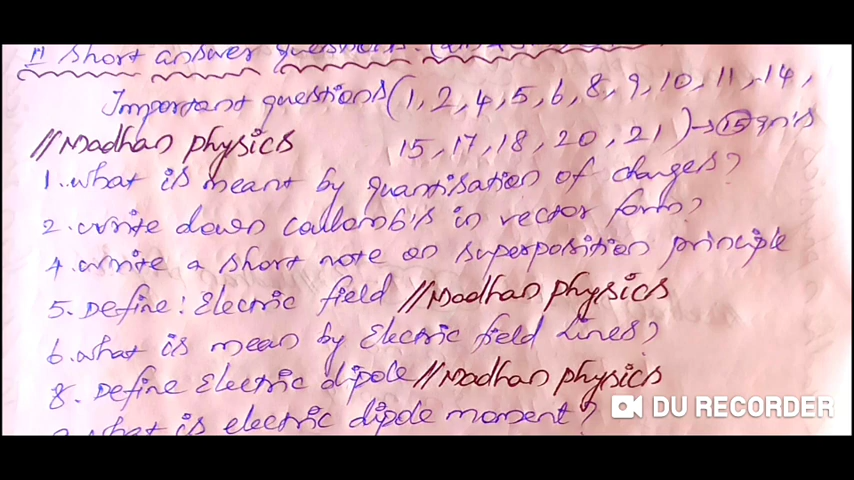 II Short answer questions:
Important questions (1, 2, 4, 5, 6, 8, 9, 10, 11, 14,
//Madhan physics 15, 17, 18, 20, 21) → 15 qn's
1. what is meant by quantisation of charges?
2. write down coulomb's in vector form?
4. write a short note on superposition principle
5. Define: Electric field //Madhan physics
6. what is mean by Electric field lines?
8. Define Electric dipole //Madhan physics
9. what is electric dipole moment?
DU RECORDER